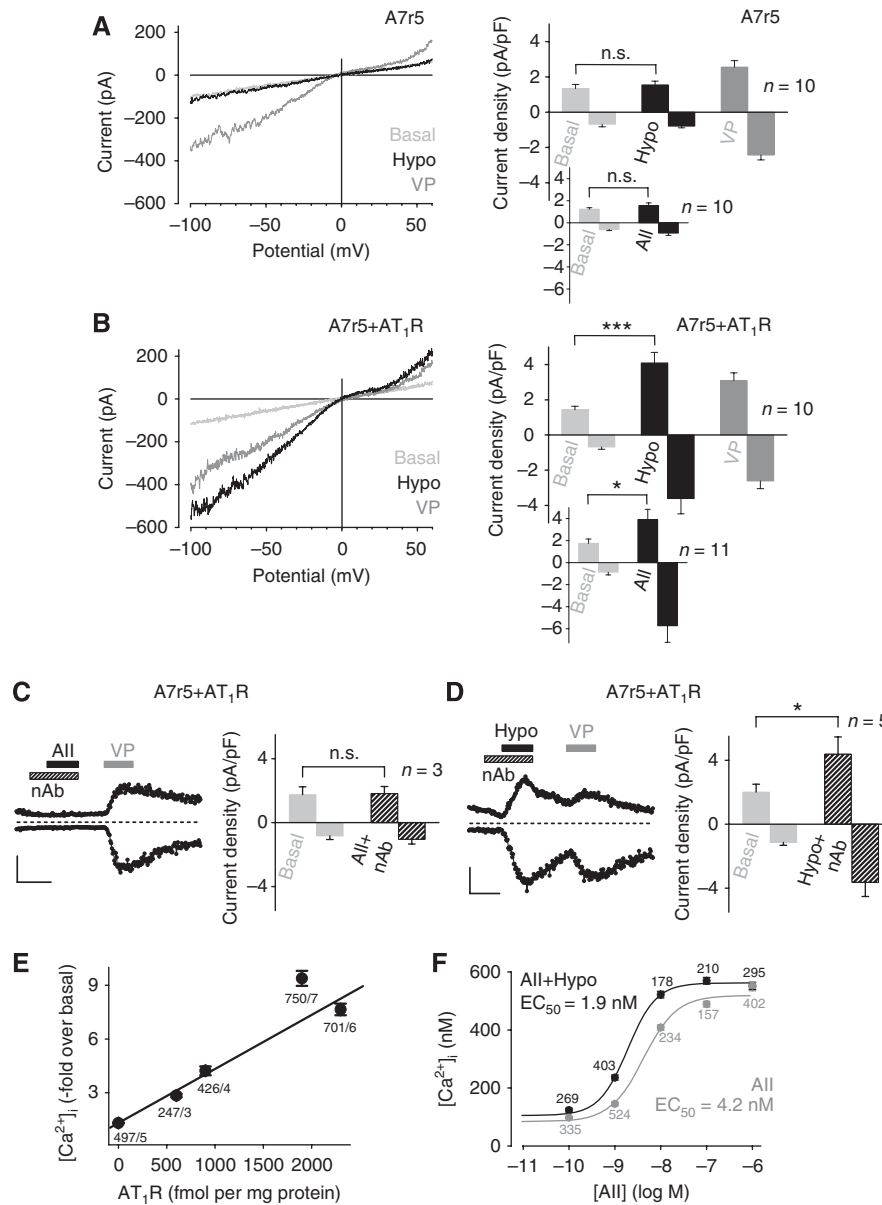 A
A7r5
200
0
−200
−400
−600
Current (pA)
Basal
Hypo
VP
−100
−50
0
50
Potential (mV)
A7r5
4
2
0
−2
−4
Current density (pA/pF)
n.s.
Basal
Hypo
VP
n = 10
2
0
−2
−4
−6
n.s.
Basal
AII
n = 10
B
A7r5+AT₁R
200
0
−200
−400
−600
Current (pA)
Basal
Hypo
VP
−100
−50
0
50
Potential (mV)
A7r5+AT₁R
4
2
0
−2
−4
Current density (pA/pF)
***
Basal
Hypo
VP
n = 10
4
2
0
−2
−4
−6
*
Basal
AII
n = 11
C
A7r5+AT₁R
AII
VP
nAb
4
0
−4
Current density (pA/pF)
n.s.
n = 3
Basal
AII+
nAb
D
A7r5+AT₁R
Hypo
VP
nAb
4
0
−4
Current density (pA/pF)
*
n = 5
Basal
Hypo+
nAb
E
9
6
3
[Ca²⁺]ᵢ (-fold over basal)
750/7
701/6
426/4
247/3
497/5
0
500
1000
1500
2000
AT₁R (fmol per mg protein)
F
600
400
200
0
[Ca²⁺]ᵢ (nM)
AII+Hypo
EC₅₀ = 1.9 nM
178
210
295
403
269
234
157
402
524
335
AII
EC₅₀ = 4.2 nM
−11
−10
−9
−8
−7
−6
[AII] (log M)